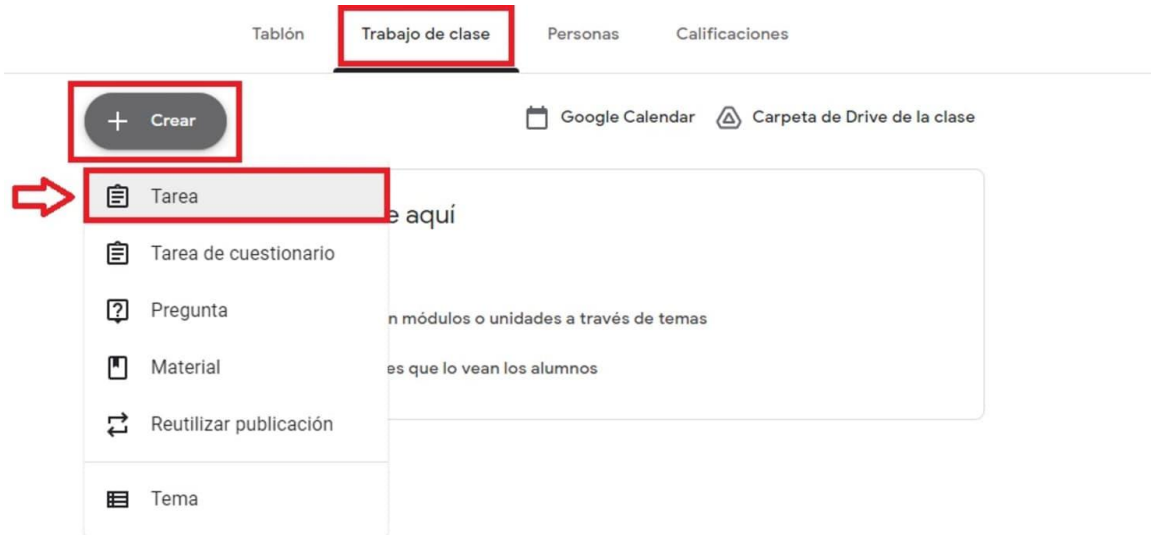 Tablón Trabajo de clase Personas Calificaciones
Crear Google Calendar Carpeta de Drive de la clase
Tarea
e aquí
Tarea de cuestionario
Pregunta
n módulos o unidades a través de temas
Material
es que lo vean los alumnos
Reutilizar publicación
Tema